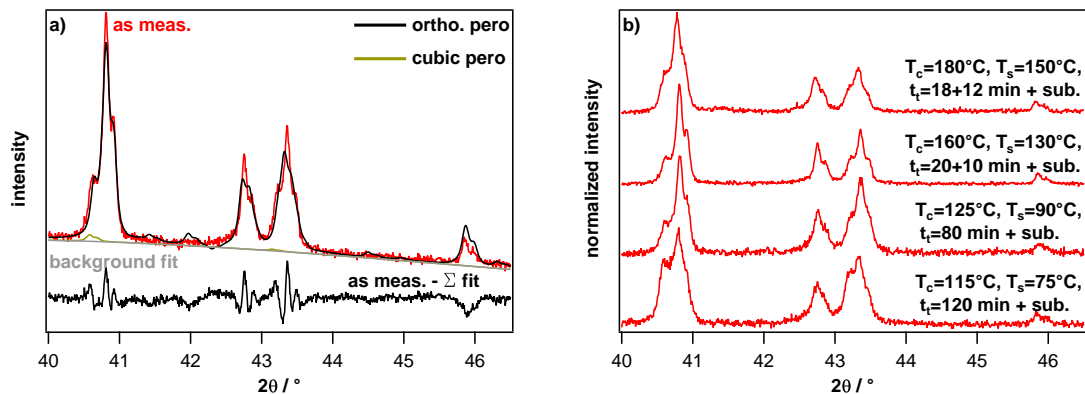 a)
as meas.
ortho. pero
cubic pero
intensity
background fit
as meas. - Σ fit
40 41 42 43 44 45 46
2θ / °
b)
T_c=180°C, T_s=150°C,
t_t=18+12 min + sub.
T_c=160°C, T_s=130°C,
t_t=20+10 min + sub.
T_c=125°C, T_s=90°C,
t_t=80 min + sub.
T_c=115°C, T_s=75°C,
t_t=120 min + sub.
normalized intensity
40 41 42 43 44 45 46
2θ / °